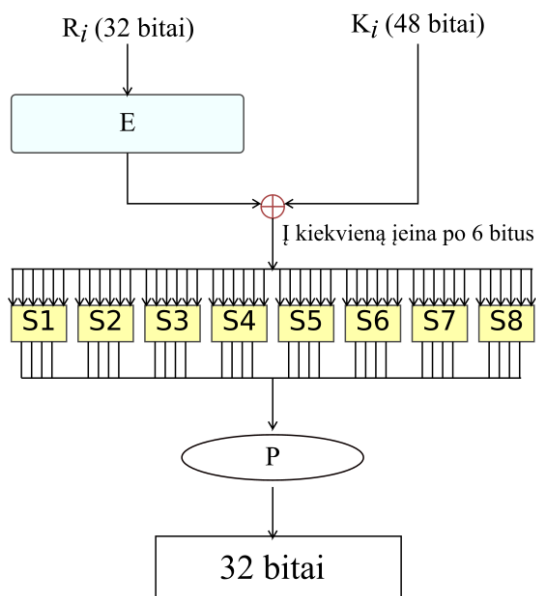 R𝑖 (32 bitai)
K𝑖 (48 bitai)
E
Į kiekvieną įeina po 6 bitus
S1 S2 S3 S4 S5 S6 S7 S8
P
32 bitai